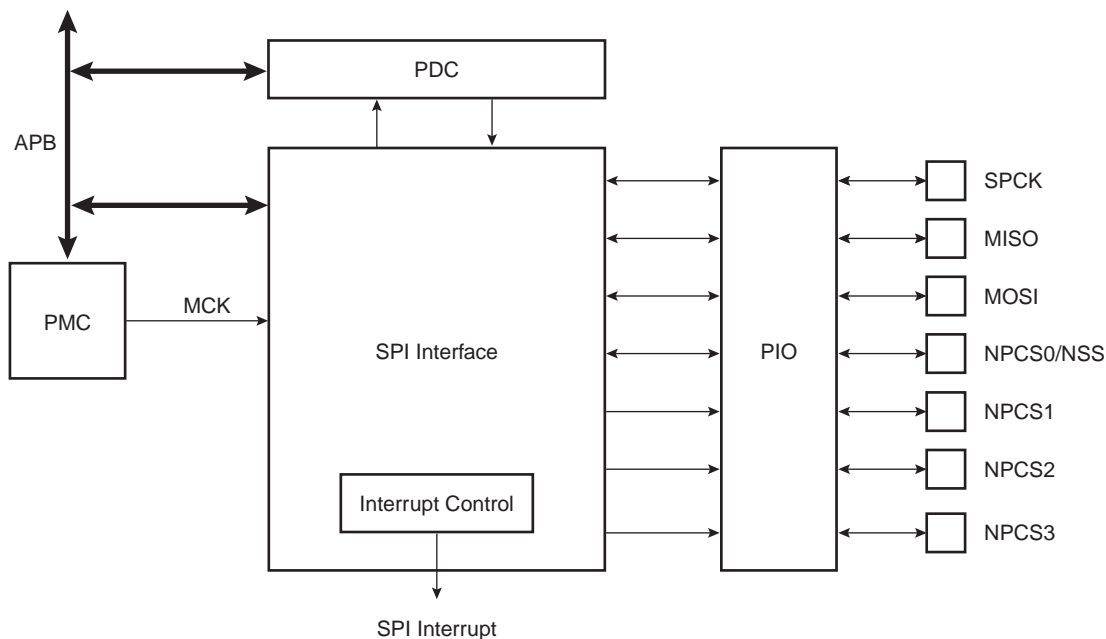 PDC
APB
SPCK
MISO
MCK
MOSI
PMC
SPI Interface
PIO
NPCS0/NSS
NPCS1
NPCS2
Interrupt Control
NPCS3
SPI Interrupt